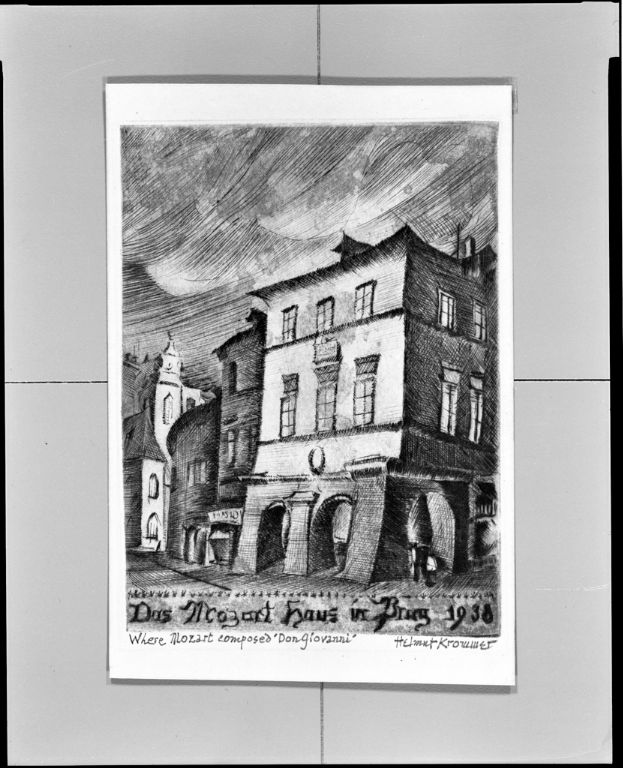 Das Mozart Haus in Prag 1938
Where Mozart composed "Don Giovanni"
Helmut Krommer